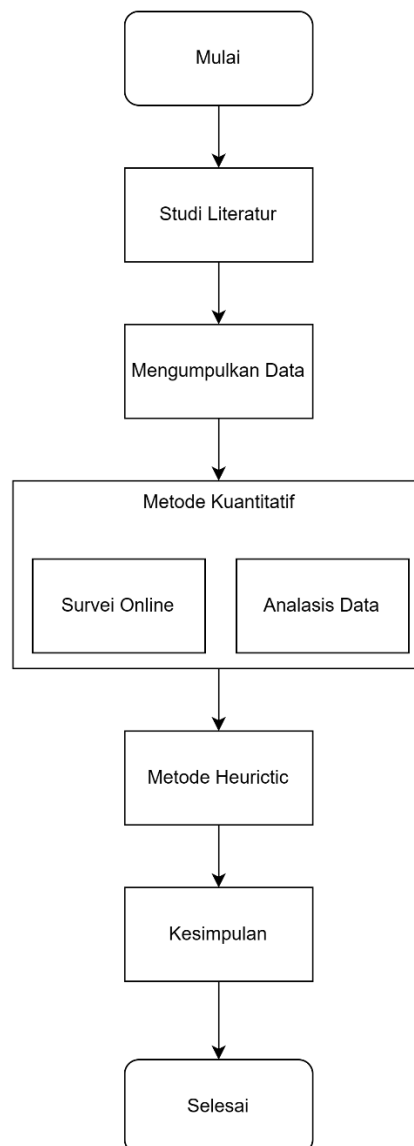 Mulai
Studi Literatur
Mengumpulkan Data
Metode Kuantitatif
Survei Online
Analasis Data
Metode Heurictic
Kesimpulan
Selesai